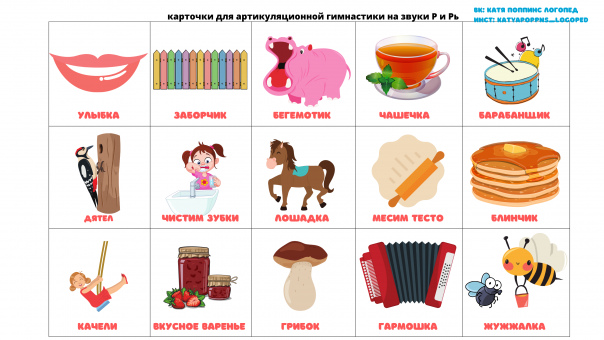 карточки для артикуляционной гимнастики на звуки Р и Рь
ВК: КАТЯ ПОППИНС ЛОГОПЕД
ИНСТ: KATYAPOPPNS_LOGOPED
УЛЫБКА
ЗАБОРЧИК
БЕГЕМОТИК
ЧАШЕЧКА
БАРАБАНЩИК
ДЯТЕЛ
ЧИСТИМ ЗУБКИ
ЛОШАДКА
МЕСИМ ТЕСТО
БЛИНЧИК
КАЧЕЛИ
ВКУСНОЕ ВАРЕНЬЕ
ГРИБОК
ГАРМОШКА
ЖУЖЖАЛКА